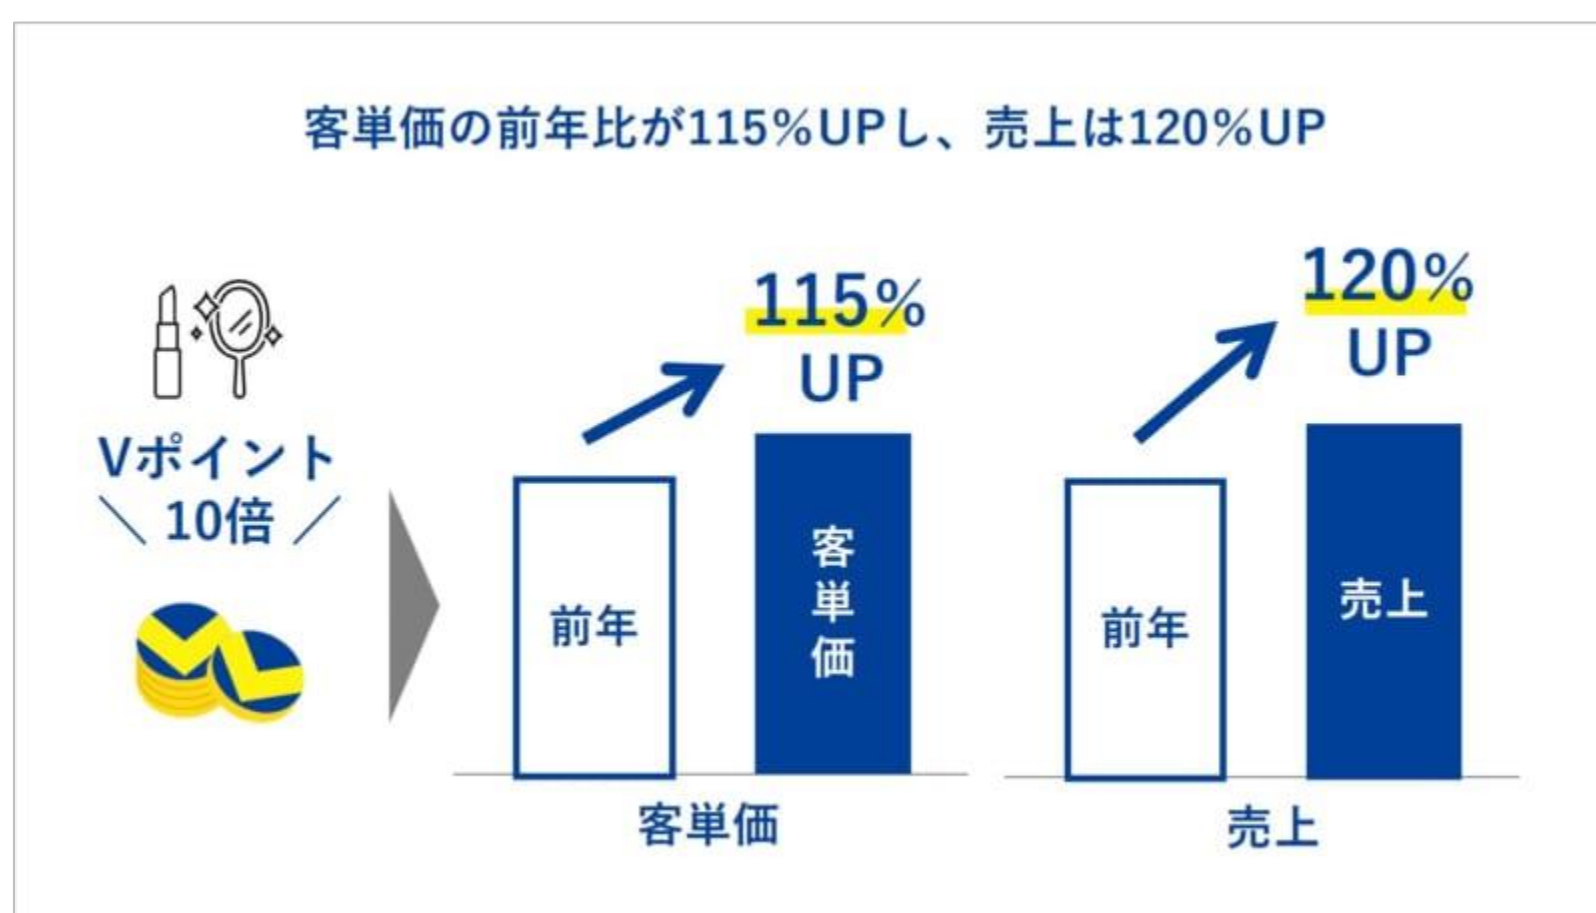 客単価の前年比が115%UPし、売上は120%UP
Vポイント
＼ 10倍 ／
115%
UP
前年
客単価
客単価
120%
UP
前年
売上
売上